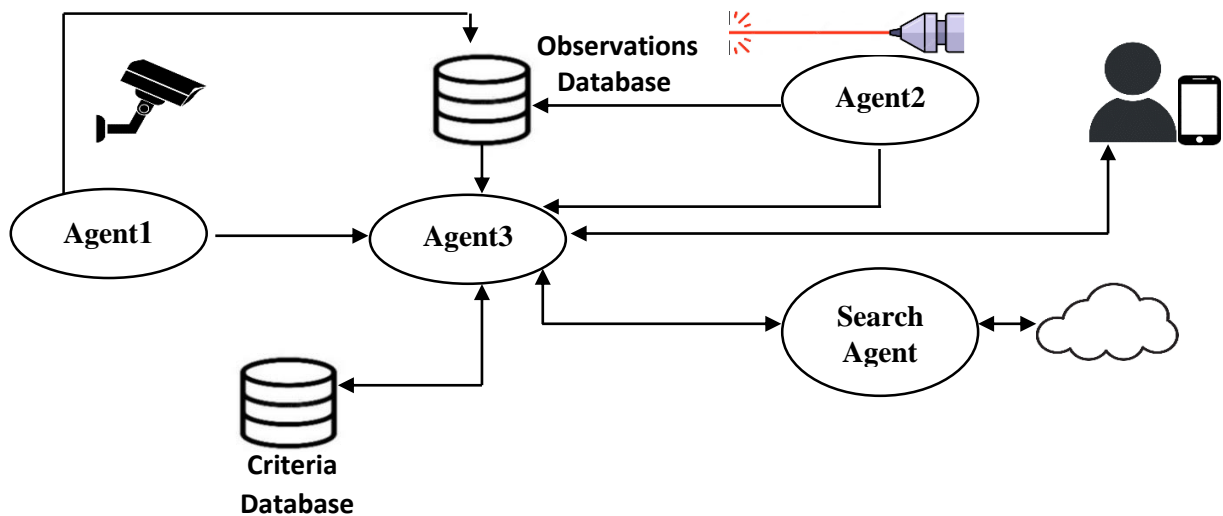 Observations
Database
Agent2
Agent1
Agent3
Search
Agent
Criteria
Database